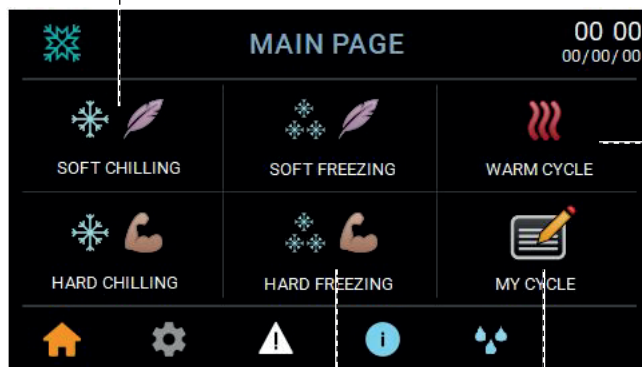 MAIN PAGE
00 00
00/00/00
SOFT CHILLING
SOFT FREEZING
WARM CYCLE
HARD CHILLING
HARD FREEZING
MY CYCLE